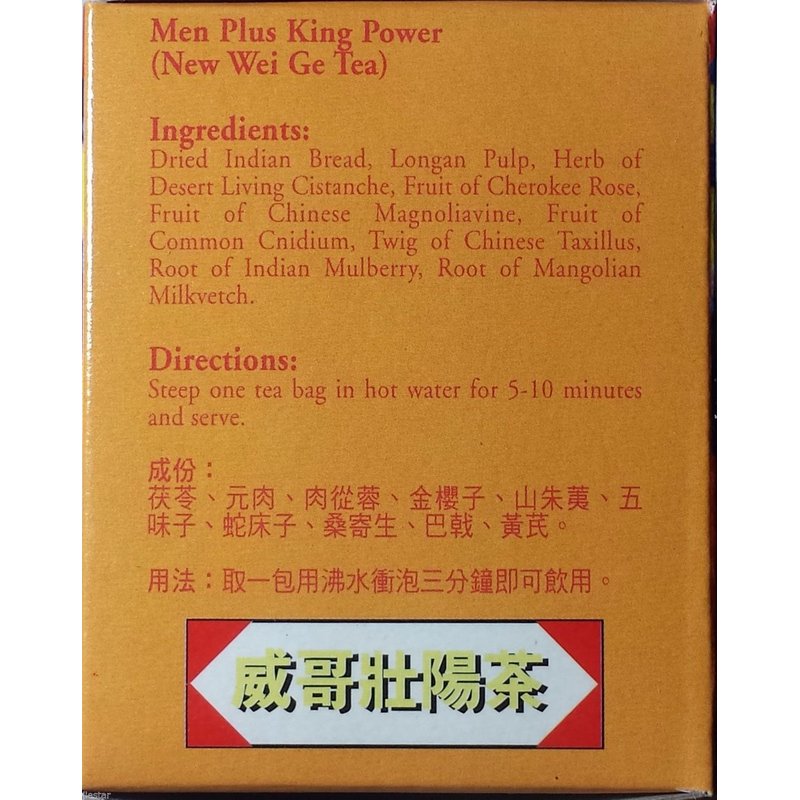 Men Plus King Power
(New Wei Ge Tea)
Ingredients:
Dried Indian Bread, Longan Pulp, Herb of
Desert Living Cistanche, Fruit of Cherokee Rose,
Fruit of Chinese Magnoliavine, Fruit of
Common Cnidium, Twig of Chinese Taxillus,
Root of Indian Mulberry, Root of Mangolian
Milkvetch.
Directions:
Steep one tea bag in hot water for 5-10 minutes
and serve.
成份：
茯苓、元肉、肉從蓉、金櫻子、山朱萸、五
味子、蛇床子、桑寄生、巴戟、黃芪。
用法：取一包用沸水衝泡三分鐘即可飲用。
威哥壯陽茶